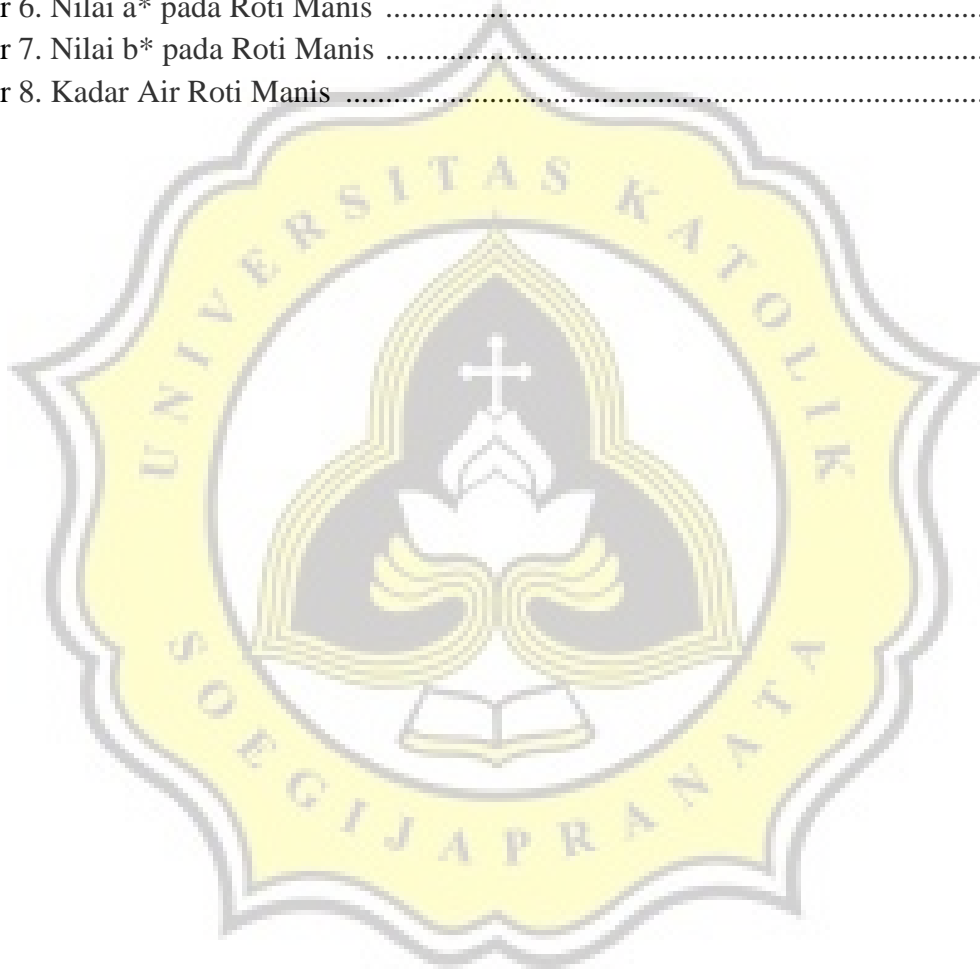 r 6. Nilai a* pada Roti Manis ................................................................................
r 7. Nilai b* pada Roti Manis ................................................................................
r 8. Kadar Air Roti Manis .....................................................................................
UNIVERSITAS KATOLIK
SOEGIJAPRANATA